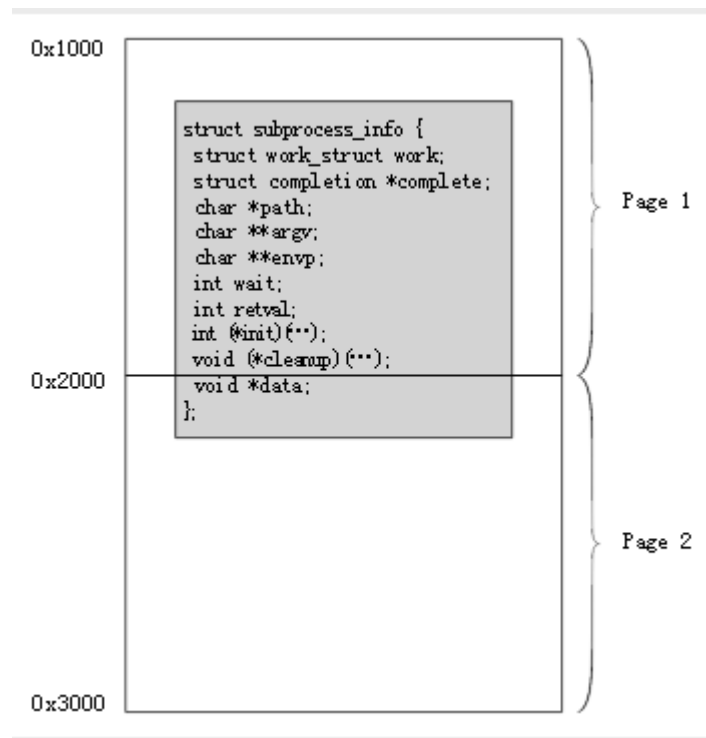 0x1000
struct subprocess_info {
struct work_struct work;
struct completion *complete;
char *path;
char **argv;
char **envp;
int wait;
int retval;
int (*init)(…);
void (*cleanup)(…);
0x2000
void *data;
};
Page 1
Page 2
0x3000